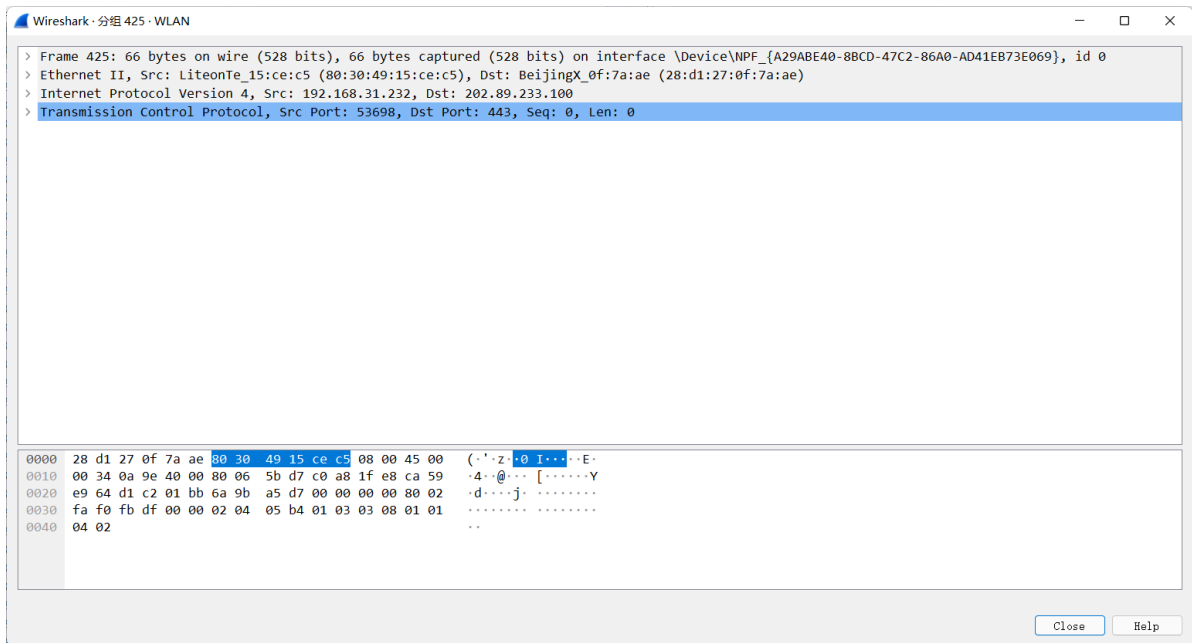 Wireshark · 分组 425 · WLAN
> Frame 425: 66 bytes on wire (528 bits), 66 bytes captured (528 bits) on interface \Device\NPF_{A29ABE40-8BCD-47C2-86A0-AD41EB73E069}, id 0
> Ethernet II, Src: LiteonTe_15:ce:c5 (80:30:49:15:ce:c5), Dst: BeijingX_0f:7a:ae (28:d1:27:0f:7a:ae)
> Internet Protocol Version 4, Src: 192.168.31.232, Dst: 202.89.233.100
> Transmission Control Protocol, Src Port: 53698, Dst Port: 443, Seq: 0, Len: 0
0000 28 d1 27 0f 7a ae 80 30 49 15 ce c5 08 00 45 00 (·'·z··0 I·····E·
0010 00 34 0a 9e 40 00 80 06 5b d7 c0 a8 1f e8 ca 59 ·4··@··· [······Y
0020 e9 64 d1 c2 01 bb 6a 9b a5 d7 00 00 00 00 80 02 ·d····j· ········
0030 fa f0 fb df 00 00 02 04 05 b4 01 03 03 08 01 01 ········ ········
0040 04 02 ··
Close Help